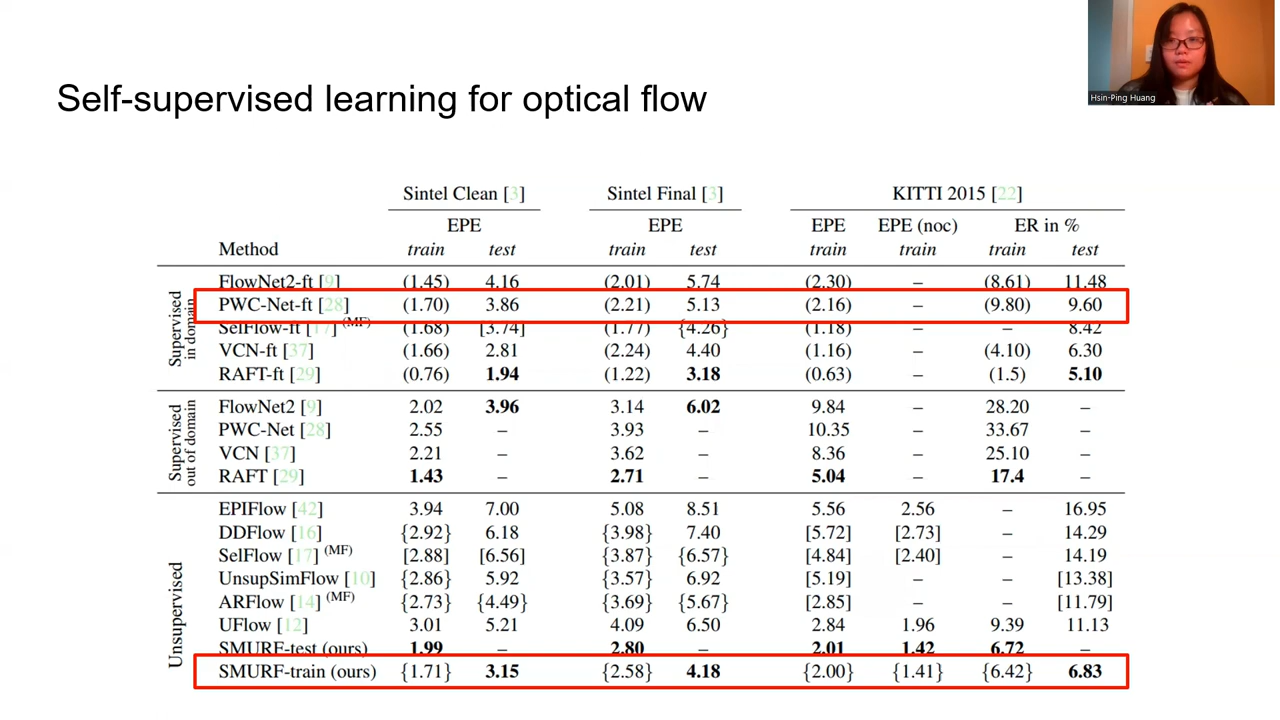 Hsin-Ping Huang
Self-supervised learning for optical flow
Sintel Clean [3] Sintel Final [3] KITTI 2015 [22]
EPE EPE EPE EPE (noc) ER in %
Method train test train test train train train test
Supervised in domain
FlowNet2-ft [9] (1.45) 4.16 (2.01) 5.74 (2.30) – (8.61) 11.48
PWC-Net-ft [28] (1.70) 3.86 (2.21) 5.13 (2.16) – (9.80) 9.60
SelFlow-ft [17] (MF) (1.68) [3.74] (1.77) {4.26} (1.18) – – 8.42
VCN-ft [37] (1.66) 2.81 (2.24) 4.40 (1.16) – (4.10) 6.30
RAFT-ft [29] (0.76) 1.94 (1.22) 3.18 (0.63) – (1.5) 5.10
Supervised out of domain
FlowNet2 [9] 2.02 3.96 3.14 6.02 9.84 – 28.20 –
PWC-Net [28] 2.55 – 3.93 – 10.35 – 33.67 –
VCN [37] 2.21 – 3.62 – 8.36 – 25.10 –
RAFT [29] 1.43 – 2.71 – 5.04 – 17.4 –
Unsupervised
EPIFlow [42] 3.94 7.00 5.08 8.51 5.56 2.56 – 16.95
DDFlow [16] {2.92} 6.18 {3.98} 7.40 [5.72] [2.73] – 14.29
SelFlow [17] (MF) [2.88] [6.56] {3.87} {6.57} [4.84] [2.40] – 14.19
UnsupSimFlow [10] {2.86} 5.92 {3.57} 6.92 [5.19] – – [13.38]
ARFlow [14] (MF) {2.73} {4.49} {3.69} {5.67} [2.85] – – [11.79]
UFlow [12] 3.01 5.21 4.09 6.50 2.84 1.96 9.39 11.13
SMURF-test (ours) 1.99 – 2.80 – 2.01 1.42 6.72 –
SMURF-train (ours) {1.71} 3.15 {2.58} 4.18 {2.00} {1.41} {6.42} 6.83